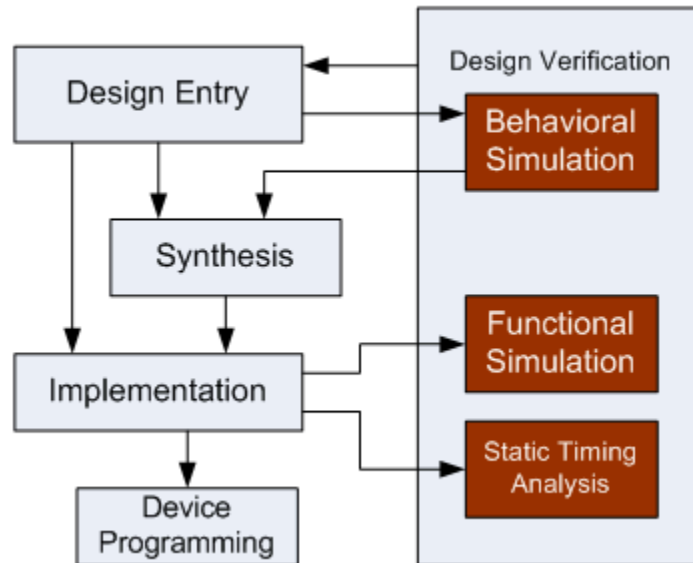 Design Entry
Design Verification
Behavioral
Simulation
Synthesis
Functional
Simulation
Implementation
Static Timing
Analysis
Device
Programming